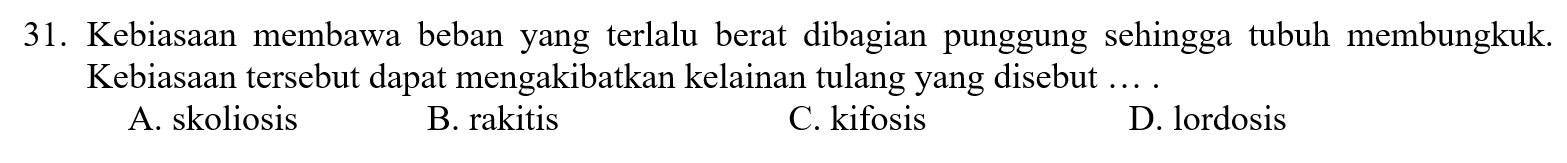 31. Kebiasaan membawa beban yang terlalu berat dibagian punggung sehingga tubuh membungkuk.
Kebiasaan tersebut dapat mengakibatkan kelainan tulang yang disebut … .
A. skoliosis B. rakitis C. kifosis D. lordosis